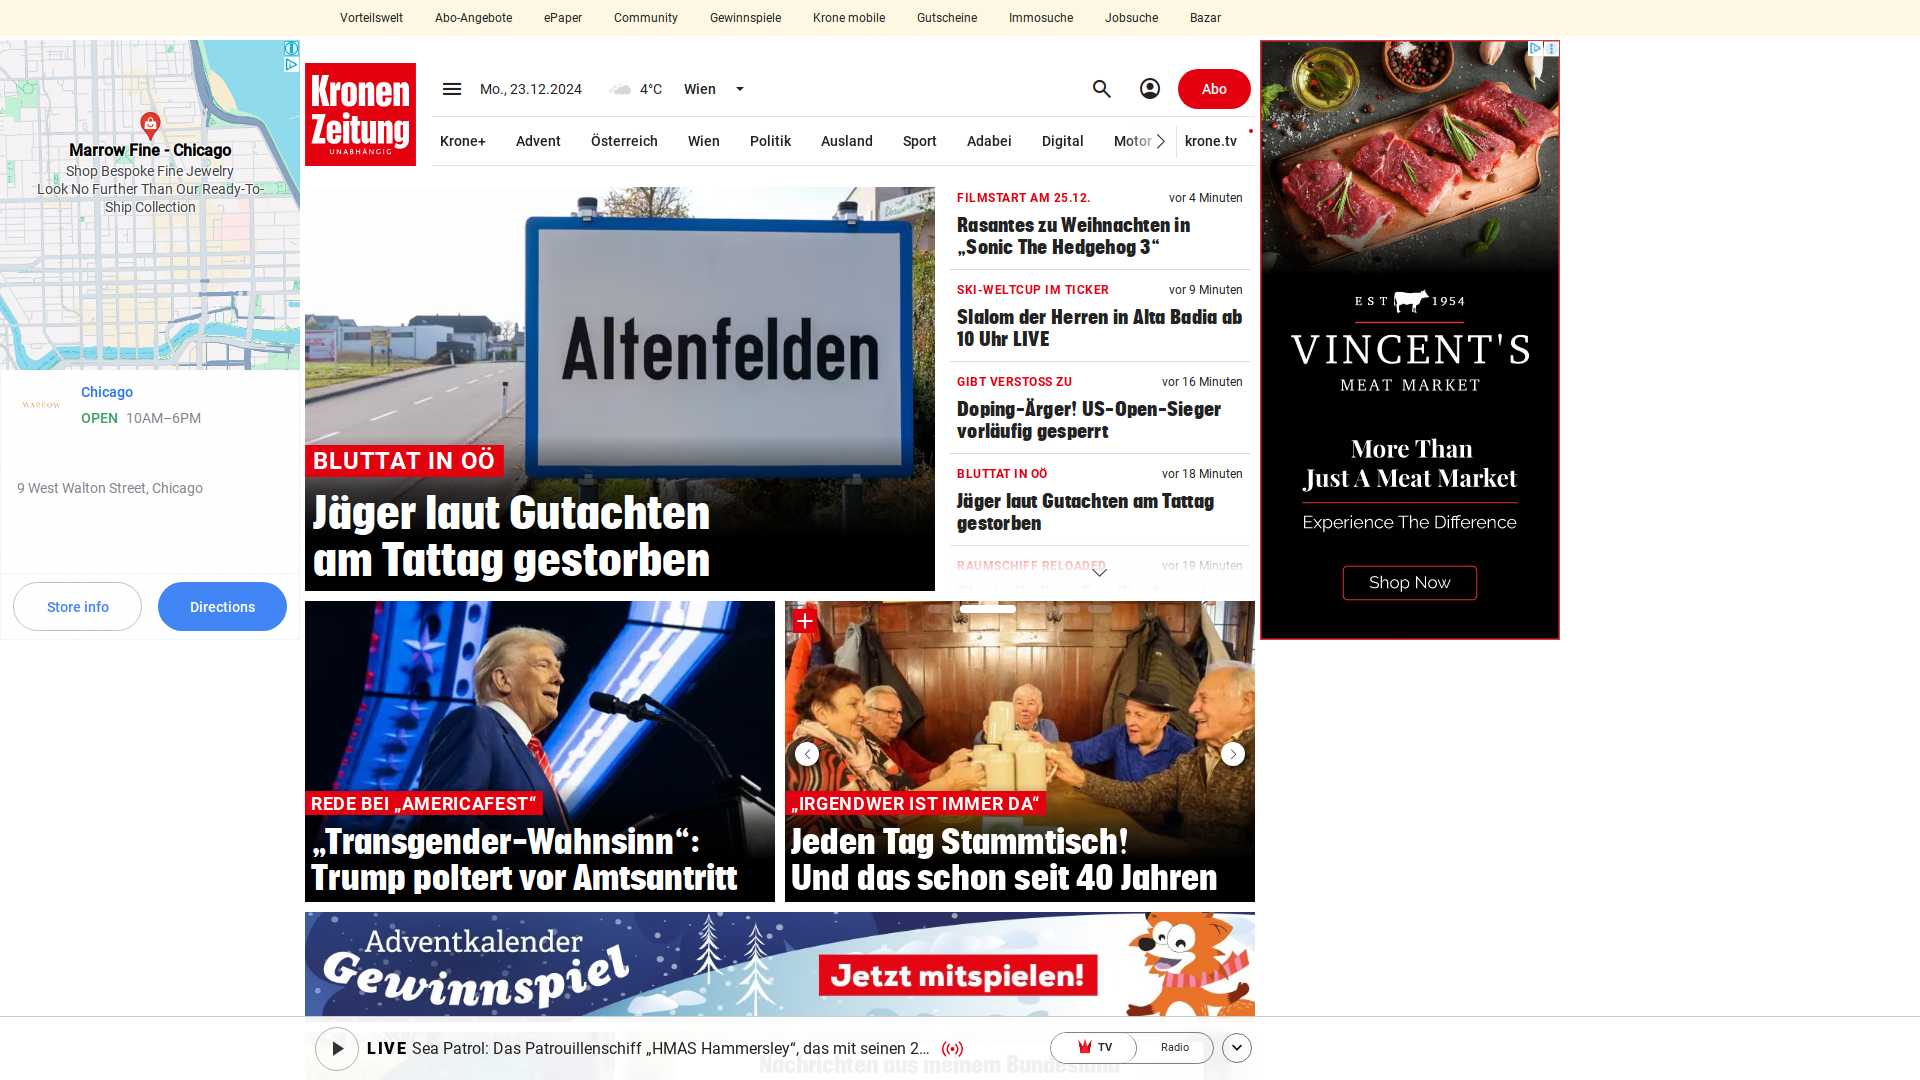 Vorteilswelt Abo-Angebote ePaper Community Gewinnspiele Krone mobile Gutscheine Immosuche Jobsuche Bazar
Marrow Fine - Chicago
Shop Bespoke Fine Jewelry
Look No Further Than Our Ready-To-
Ship Collection
Chicago
OPEN 10AM–6PM
9 West Walton Street, Chicago
Store info Directions
Kronen
Zeitung
UNABHÄNGIG
Mo., 23.12.2024 4°C Wien Abo
Krone+ Advent Österreich Wien Politik Ausland Sport Adabei Digital Motor krone.tv
Altenfelden
BLUTTAT IN OÖ
Jäger laut Gutachten
am Tattag gestorben
FILMSTART AM 25.12. vor 4 Minuten
Rasantes zu Weihnachten in
„Sonic The Hedgehog 3“
SKI-WELTCUP IM TICKER vor 9 Minuten
Slalom der Herren in Alta Badia ab
10 Uhr LIVE
GIBT VERSTOSS ZU vor 16 Minuten
Doping-Ärger! US-Open-Sieger
vorläufig gesperrt
BLUTTAT IN OÖ vor 18 Minuten
Jäger laut Gutachten am Tattag
gestorben
RAUMSCHIFF RELOADED vor 19 Minuten
REDE BEI „AMERICAFEST“
„Transgender-Wahnsinn“:
Trump poltert vor Amtsantritt
„IRGENDWER IST IMMER DA“
Jeden Tag Stammtisch!
Und das schon seit 40 Jahren
Adventkalender
Gewinnspiel
Jetzt mitspielen!
LIVE Sea Patrol: Das Patrouillenschiff „HMAS Hammersley“, das mit seinen 2... TV Radio
Nachrichten aus meinem Bundesland
EST 1954
VINCENT'S
MEAT MARKET
More Than
Just A Meat Market
Experience The Difference
Shop Now